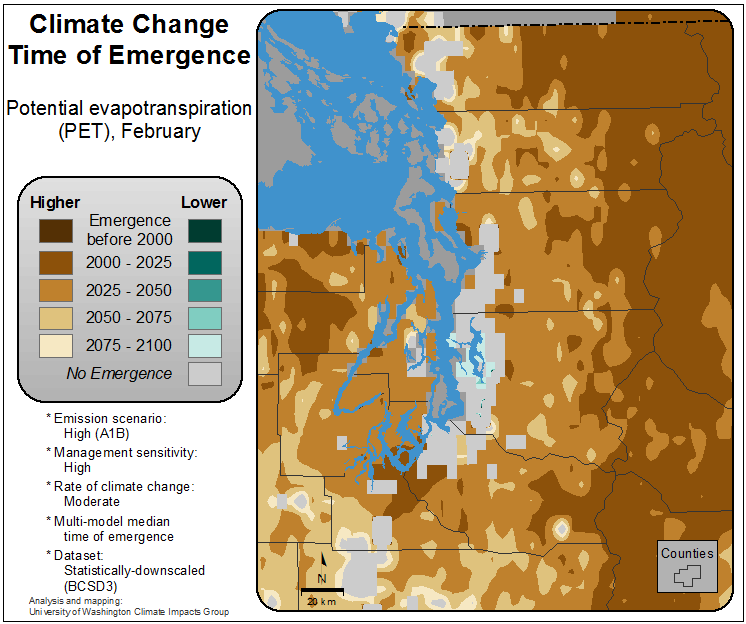 Climate Change
Time of Emergence
Potential evapotranspiration
(PET), February
Higher Lower
Emergence
before 2000
2000 - 2025
2025 - 2050
2050 - 2075
2075 - 2100
No Emergence
* Emission scenario:
High (A1B)
* Management sensitivity:
High
* Rate of climate change:
Moderate
* Multi-model median
time of emergence
* Dataset:
Statistically-downscaled
(BCSD3)
Analysis and mapping:
University of Washington Climate Impacts Group
N
20 km
Counties